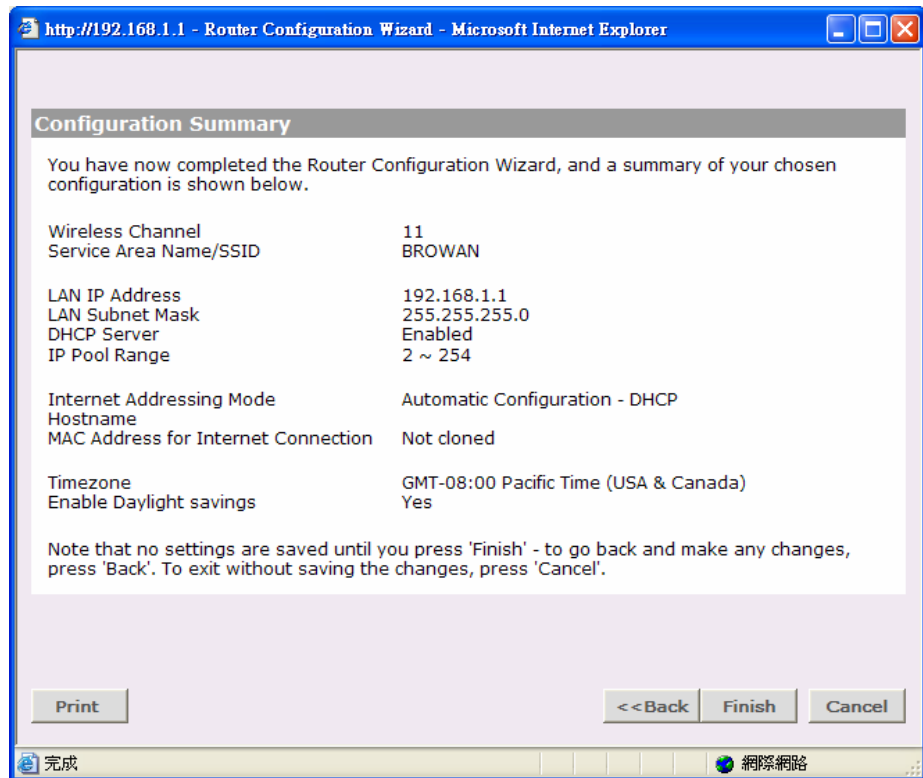 http://192.168.1.1 - Router Configuration Wizard - Microsoft Internet Explorer
Configuration Summary
You have now completed the Router Configuration Wizard, and a summary of your chosen
configuration is shown below.
Wireless Channel 11
Service Area Name/SSID BROWAN
LAN IP Address 192.168.1.1
LAN Subnet Mask 255.255.255.0
DHCP Server Enabled
IP Pool Range 2 ~ 254
Internet Addressing Mode Automatic Configuration - DHCP
Hostname
MAC Address for Internet Connection Not cloned
Timezone GMT-08:00 Pacific Time (USA & Canada)
Enable Daylight savings Yes
Note that no settings are saved until you press 'Finish' - to go back and make any changes,
press 'Back'. To exit without saving the changes, press 'Cancel'.
Print <<Back Finish Cancel
完成 網際網路